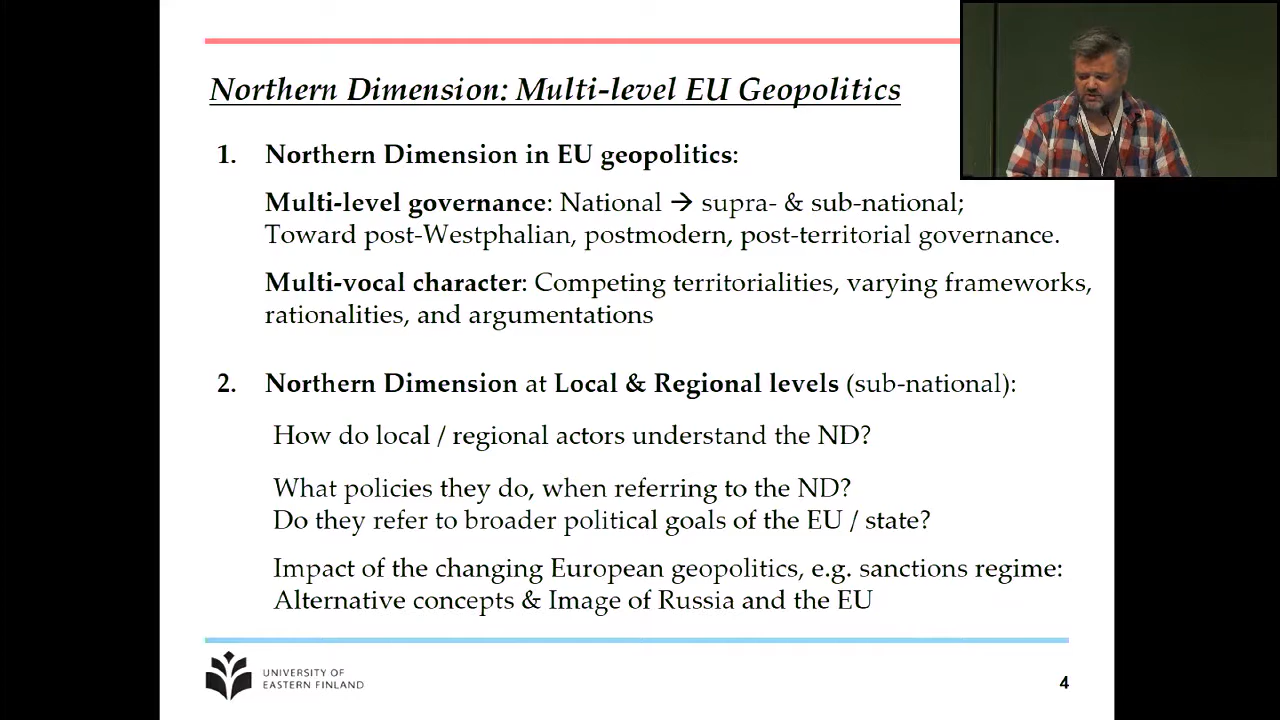 Northern Dimension: Multi-level EU Geopolitics
1. Northern Dimension in EU geopolitics:
Multi-level governance: National → supra- & sub-national;
Toward post-Westphalian, postmodern, post-territorial governance.
Multi-vocal character: Competing territorialities, varying frameworks,
rationalities, and argumentations
2. Northern Dimension at Local & Regional levels (sub-national):
How do local / regional actors understand the ND?
What policies they do, when referring to the ND?
Do they refer to broader political goals of the EU / state?
Impact of the changing European geopolitics, e.g. sanctions regime:
Alternative concepts & Image of Russia and the EU
UNIVERSITY OF
EASTERN FINLAND
4